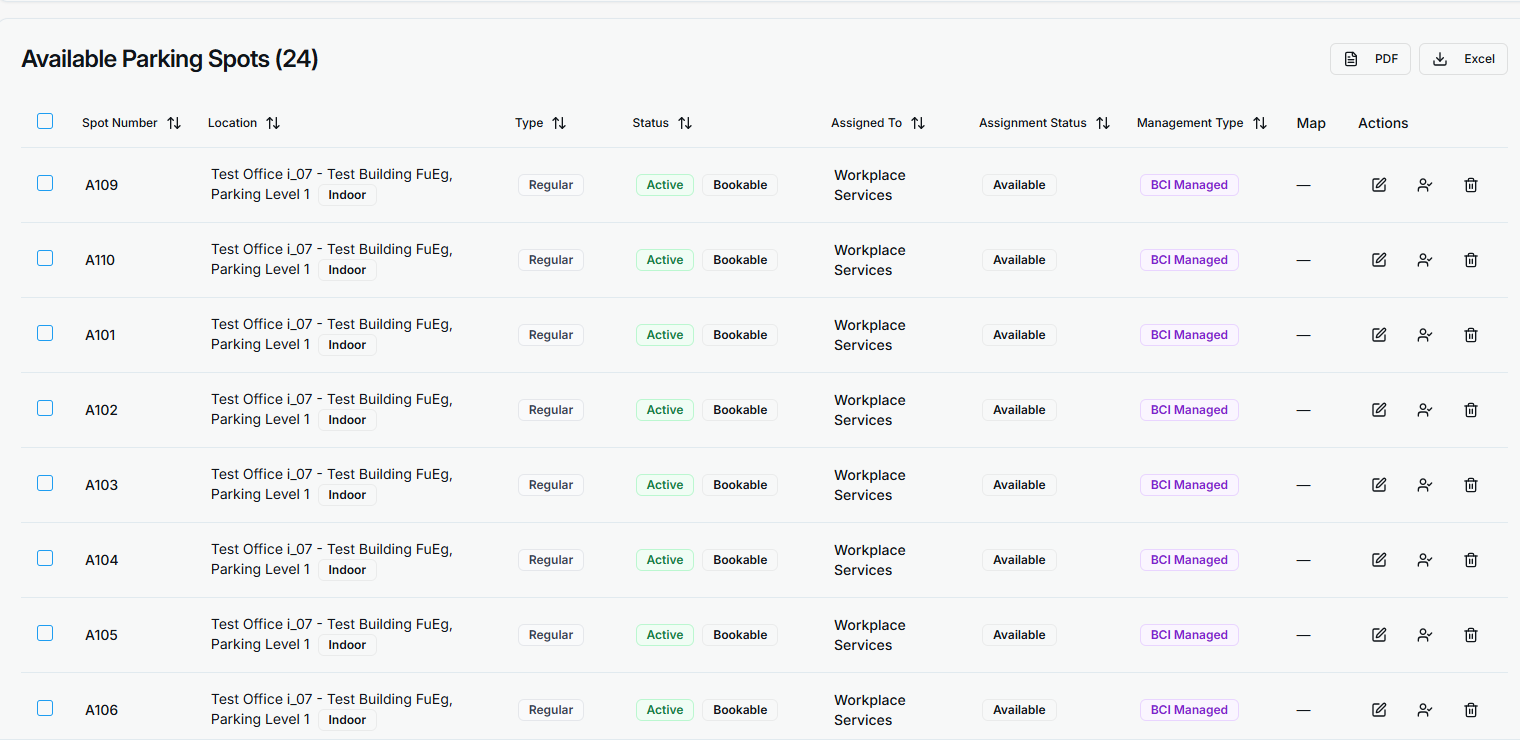 Available Parking Spots (24)
PDF
Excel
Spot Number
Location
Type
Status
Assigned To
Assignment Status
Management Type
Map
Actions
A109
Test Office i_07 - Test Building FuEg,
Parking Level 1 Indoor
Regular
Active
Bookable
Workplace
Services
Available
BCI Managed
—
A110
Test Office i_07 - Test Building FuEg,
Parking Level 1 Indoor
Regular
Active
Bookable
Workplace
Services
Available
BCI Managed
—
A101
Test Office i_07 - Test Building FuEg,
Parking Level 1 Indoor
Regular
Active
Bookable
Workplace
Services
Available
BCI Managed
—
A102
Test Office i_07 - Test Building FuEg,
Parking Level 1 Indoor
Regular
Active
Bookable
Workplace
Services
Available
BCI Managed
—
A103
Test Office i_07 - Test Building FuEg,
Parking Level 1 Indoor
Regular
Active
Bookable
Workplace
Services
Available
BCI Managed
—
A104
Test Office i_07 - Test Building FuEg,
Parking Level 1 Indoor
Regular
Active
Bookable
Workplace
Services
Available
BCI Managed
—
A105
Test Office i_07 - Test Building FuEg,
Parking Level 1 Indoor
Regular
Active
Bookable
Workplace
Services
Available
BCI Managed
—
A106
Test Office i_07 - Test Building FuEg,
Parking Level 1 Indoor
Regular
Active
Bookable
Workplace
Services
Available
BCI Managed
—